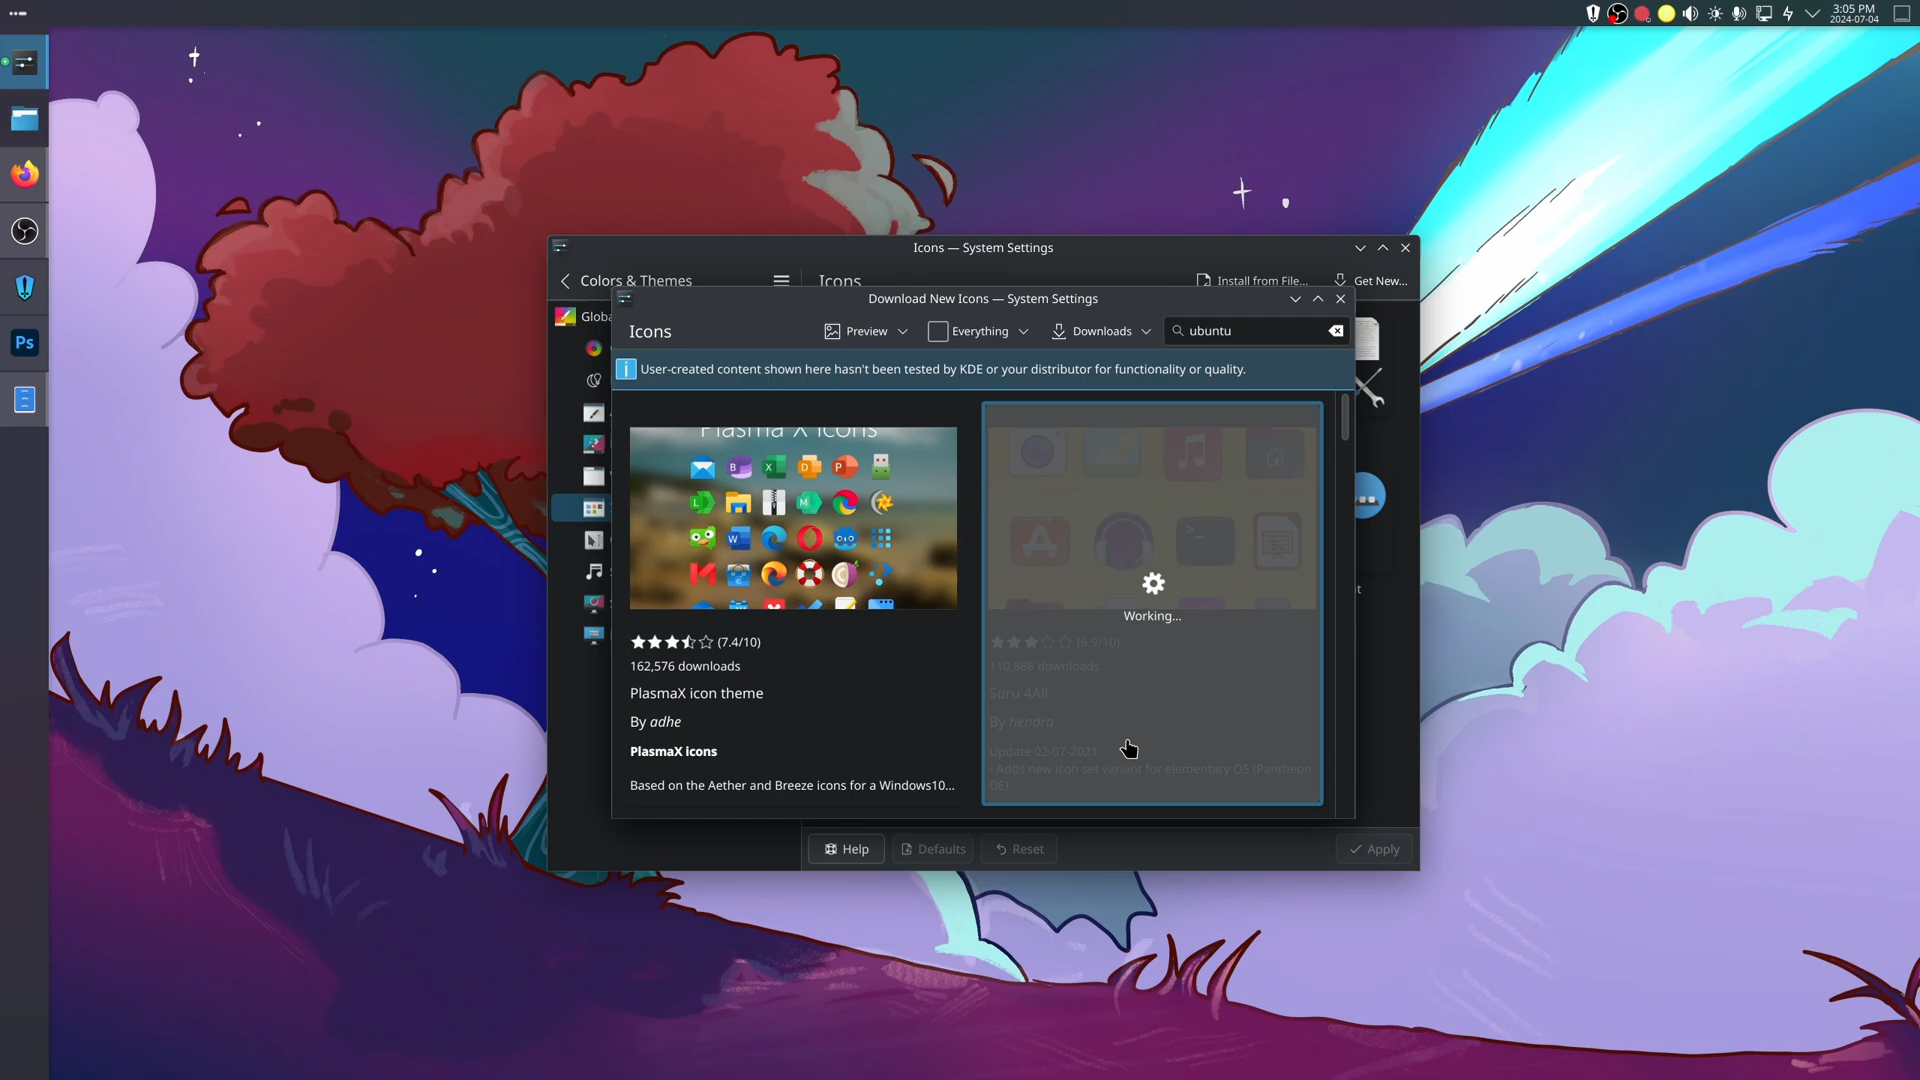 3:05 PM
2024-07-04
Icons — System Settings
Colors & Themes
Icons
Install from File...
Get New...
Globa
Download New Icons — System Settings
Icons
Preview
Everything
Downloads
ubuntu
User-created content shown here hasn't been tested by KDE or your distributor for functionality or quality.
Plasma X Icons
(7.4/10)
162,576 downloads
PlasmaX icon theme
By adhe
PlasmaX icons
Based on the Aether and Breeze icons for a Windows10...
Working...
(6.9/10)
110,888 downloads
Suru 4All
By hendra
Update 02-07-2021
- Adds new icon set variant for elementary OS (Pantheon
DE)
Ps
Help
Defaults
Reset
Apply